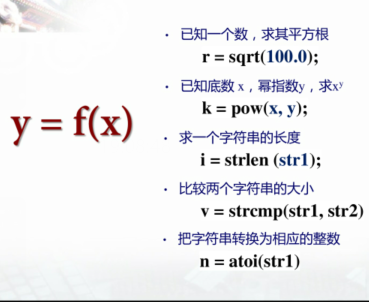 y = f(x)
· 已知一个数，求其平方根
r = sqrt(100.0);
· 已知底数 x，幂指数y，求xʸ
k = pow(x, y);
· 求一个字符串的长度
i = strlen (str1);
· 比较两个字符串的大小
v = strcmp(str1, str2)
· 把字符串转换为相应的整数
n = atoi(str1)